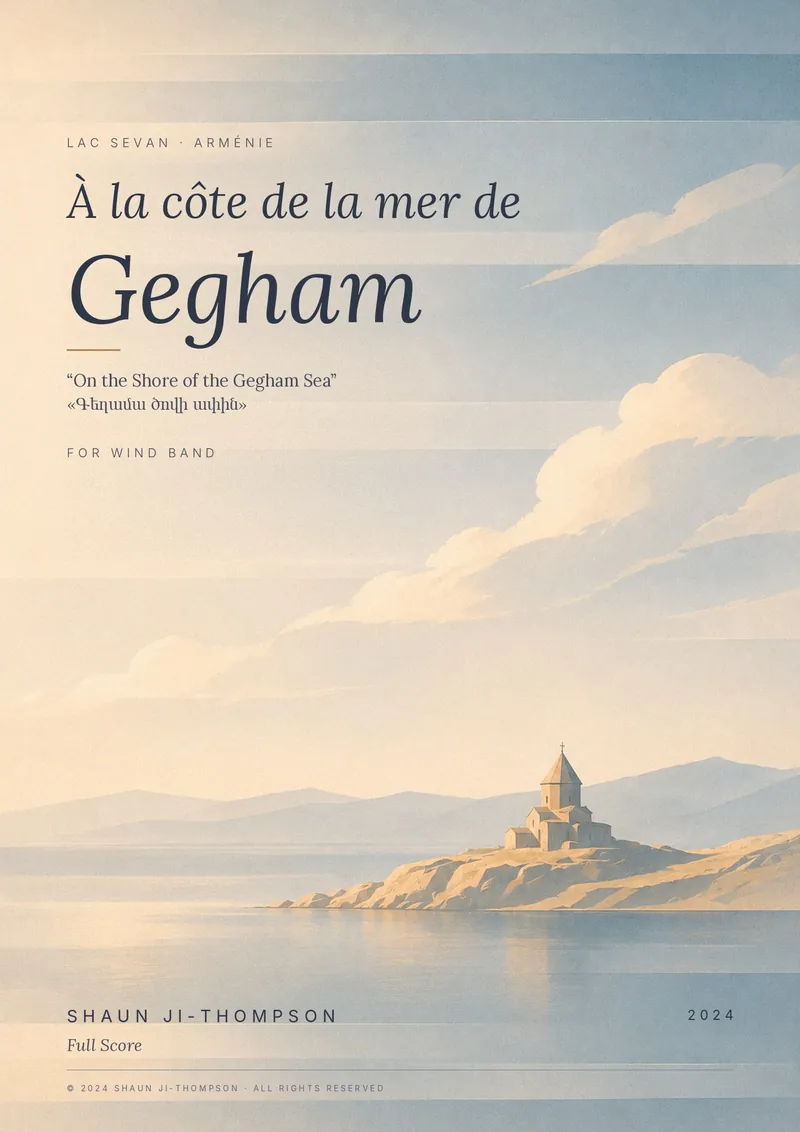 LAC SEVAN · ARMÉNIE
À la côte de la mer de
Gegham
“On the Shore of the Gegham Sea”
«Գեղամա ծովի ափին»
FOR WIND BAND
SHAUN JI-THOMPSON
2024
Full Score
© 2024 SHAUN JI-THOMPSON · ALL RIGHTS RESERVED